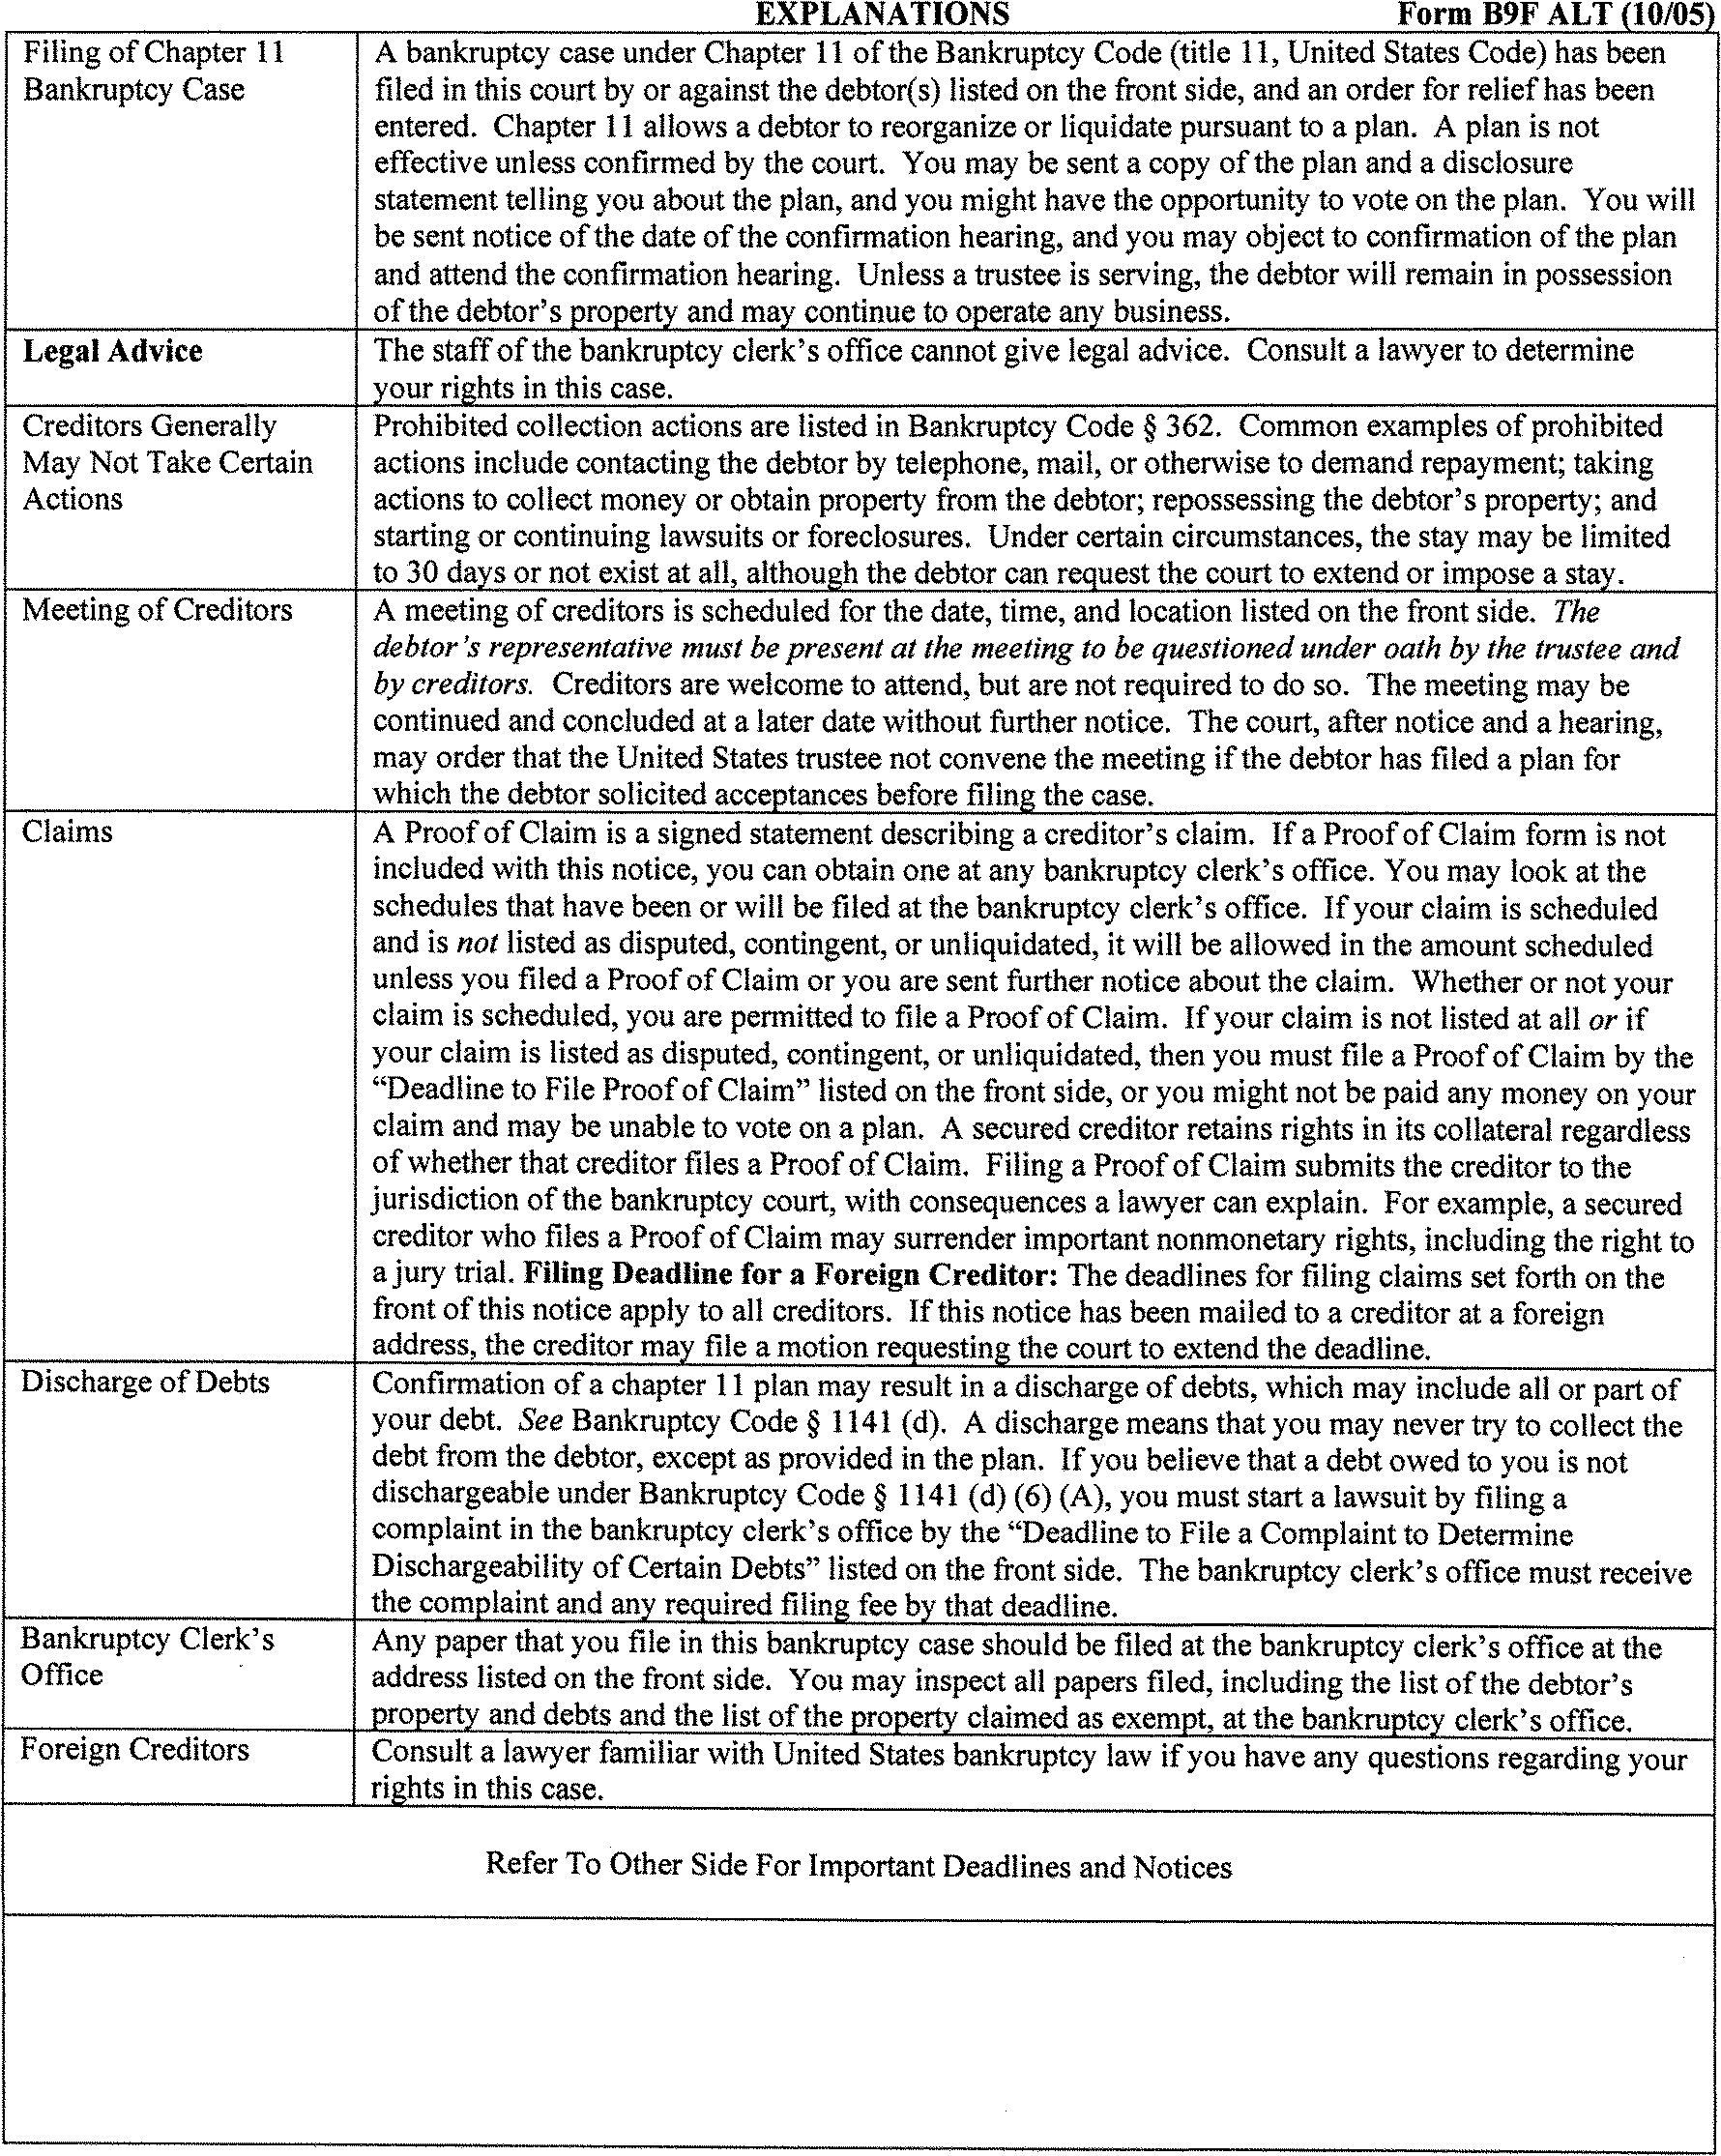 EXPLANATIONS Form B9F ALT (10/05)
Filing of Chapter 11
Bankruptcy Case
A bankruptcy case under Chapter 11 of the Bankruptcy Code (title 11, United States Code) has been
filed in this court by or against the debtor(s) listed on the front side, and an order for relief has been
entered. Chapter 11 allows a debtor to reorganize or liquidate pursuant to a plan. A plan is not
effective unless confirmed by the court. You may be sent a copy of the plan and a disclosure
statement telling you about the plan, and you might have the opportunity to vote on the plan. You will
be sent notice of the date of the confirmation hearing, and you may object to confirmation of the plan
and attend the confirmation hearing. Unless a trustee is serving, the debtor will remain in possession
of the debtor's property and may continue to operate any business.
Legal Advice
The staff of the bankruptcy clerk's office cannot give legal advice. Consult a lawyer to determine
your rights in this case.
Creditors Generally
May Not Take Certain
Actions
Prohibited collection actions are listed in Bankruptcy Code § 362. Common examples of prohibited
actions include contacting the debtor by telephone, mail, or otherwise to demand repayment; taking
actions to collect money or obtain property from the debtor; repossessing the debtor's property; and
starting or continuing lawsuits or foreclosures. Under certain circumstances, the stay may be limited
to 30 days or not exist at all, although the debtor can request the court to extend or impose a stay.
Meeting of Creditors
A meeting of creditors is scheduled for the date, time, and location listed on the front side. The
debtor's representative must be present at the meeting to be questioned under oath by the trustee and
by creditors. Creditors are welcome to attend, but are not required to do so. The meeting may be
continued and concluded at a later date without further notice. The court, after notice and a hearing,
may order that the United States trustee not convene the meeting if the debtor has filed a plan for
which the debtor solicited acceptances before filing the case.
Claims
A Proof of Claim is a signed statement describing a creditor's claim. If a Proof of Claim form is not
included with this notice, you can obtain one at any bankruptcy clerk's office. You may look at the
schedules that have been or will be filed at the bankruptcy clerk's office. If your claim is scheduled
and is not listed as disputed, contingent, or unliquidated, it will be allowed in the amount scheduled
unless you filed a Proof of Claim or you are sent further notice about the claim. Whether or not your
claim is scheduled, you are permitted to file a Proof of Claim. If your claim is not listed at all or if
your claim is listed as disputed, contingent, or unliquidated, then you must file a Proof of Claim by the
“Deadline to File Proof of Claim” listed on the front side, or you might not be paid any money on your
claim and may be unable to vote on a plan. A secured creditor retains rights in its collateral regardless
of whether that creditor files a Proof of Claim. Filing a Proof of Claim submits the creditor to the
jurisdiction of the bankruptcy court, with consequences a lawyer can explain. For example, a secured
creditor who files a Proof of Claim may surrender important nonmonetary rights, including the right to
a jury trial. Filing Deadline for a Foreign Creditor: The deadlines for filing claims set forth on the
front of this notice apply to all creditors. If this notice has been mailed to a creditor at a foreign
address, the creditor may file a motion requesting the court to extend the deadline.
Discharge of Debts
Confirmation of a chapter 11 plan may result in a discharge of debts, which may include all or part of
your debt. See Bankruptcy Code § 1141 (d). A discharge means that you may never try to collect the
debt from the debtor, except as provided in the plan. If you believe that a debt owed to you is not
dischargeable under Bankruptcy Code § 1141 (d) (6) (A), you must start a lawsuit by filing a
complaint in the bankruptcy clerk's office by the “Deadline to File a Complaint to Determine
Dischargeability of Certain Debts” listed on the front side. The bankruptcy clerk's office must receive
the complaint and any required filing fee by that deadline.
Bankruptcy Clerk's
Office
Any paper that you file in this bankruptcy case should be filed at the bankruptcy clerk's office at the
address listed on the front side. You may inspect all papers filed, including the list of the debtor's
property and debts and the list of the property claimed as exempt, at the bankruptcy clerk's office.
Foreign Creditors
Consult a lawyer familiar with United States bankruptcy law if you have any questions regarding your
rights in this case.
Refer To Other Side For Important Deadlines and Notices